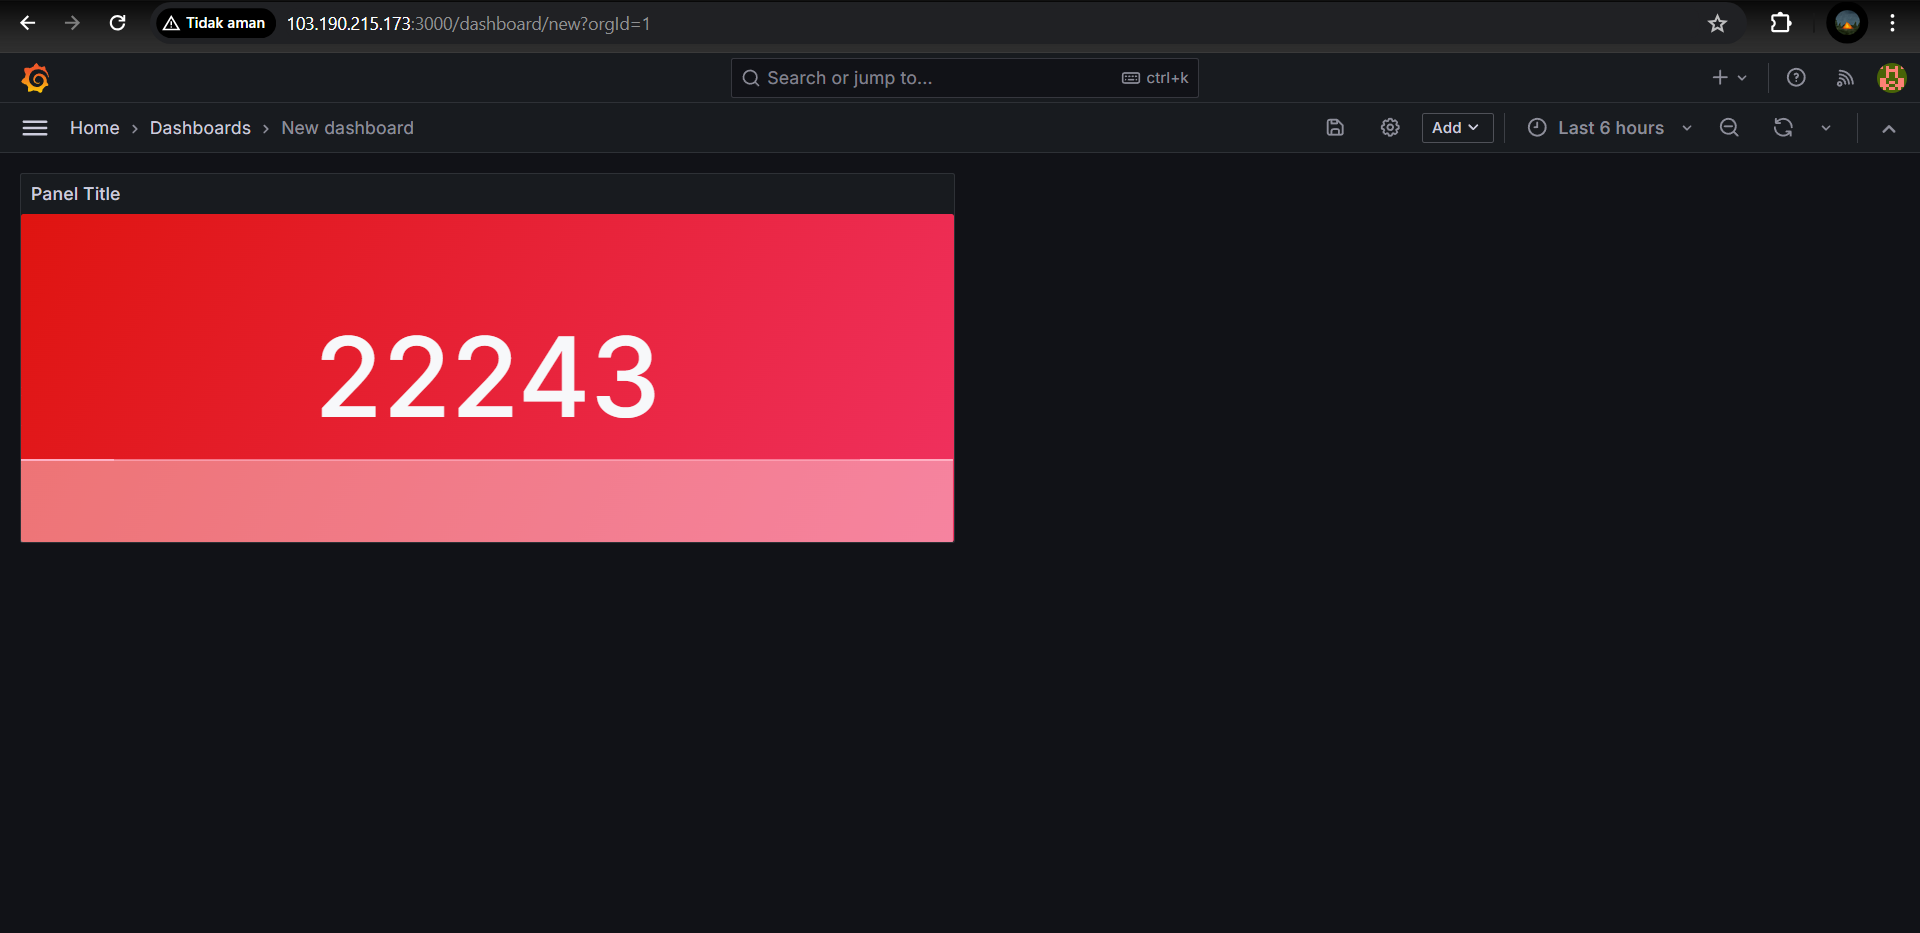 Tidak aman
103.190.215.173:3000/dashboard/new?orgId=1
Search or jump to...
ctrl+k
Home › Dashboards › New dashboard
Add
Last 6 hours
Panel Title
22243